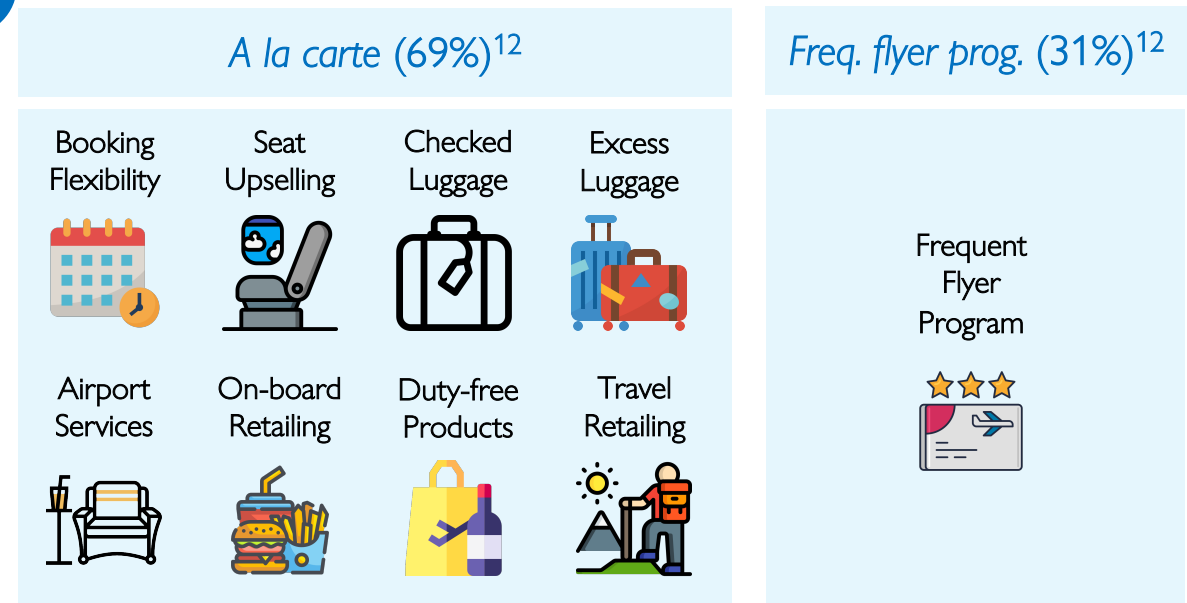 A la carte (69%)12
Freq. flyer prog. (31%)12
Booking
Flexibility
Seat
Upselling
Checked
Luggage
Excess
Luggage
Airport
Services
On-board
Retailing
Duty-free
Products
Travel
Retailing
Frequent
Flyer
Program